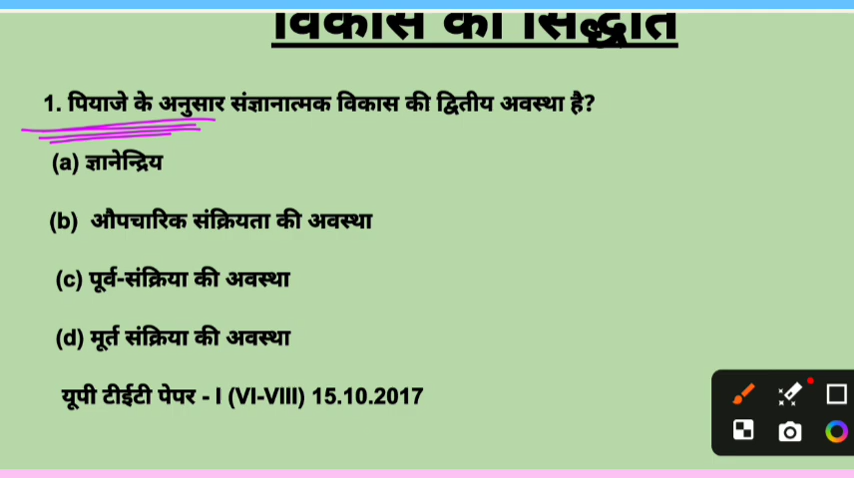 विकास का सिद्धांत
1. पियाजे के अनुसार संज्ञानात्मक विकास की द्वितीय अवस्था है?
(a) ज्ञानेन्द्रिय
(b) औपचारिक संक्रियता की अवस्था
(c) पूर्व-संक्रिया की अवस्था
(d) मूर्त संक्रिया की अवस्था
यूपी टीईटी पेपर - I (VI-VIII) 15.10.2017